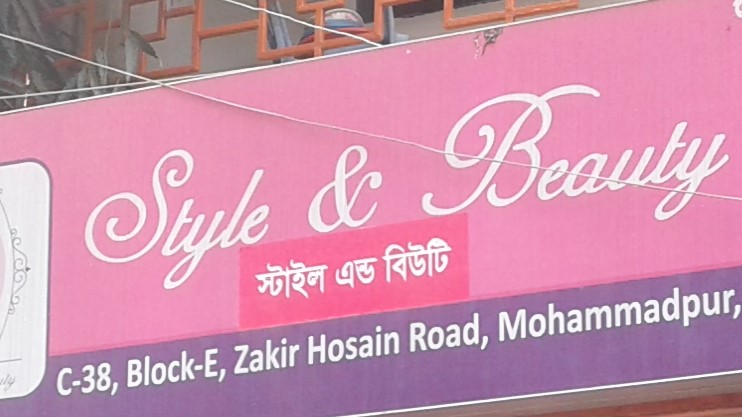 Style & Beauty
স্টাইল এন্ড বিউটি
C-38, Block-E, Zakir Hosain Road, Mohammadpur,